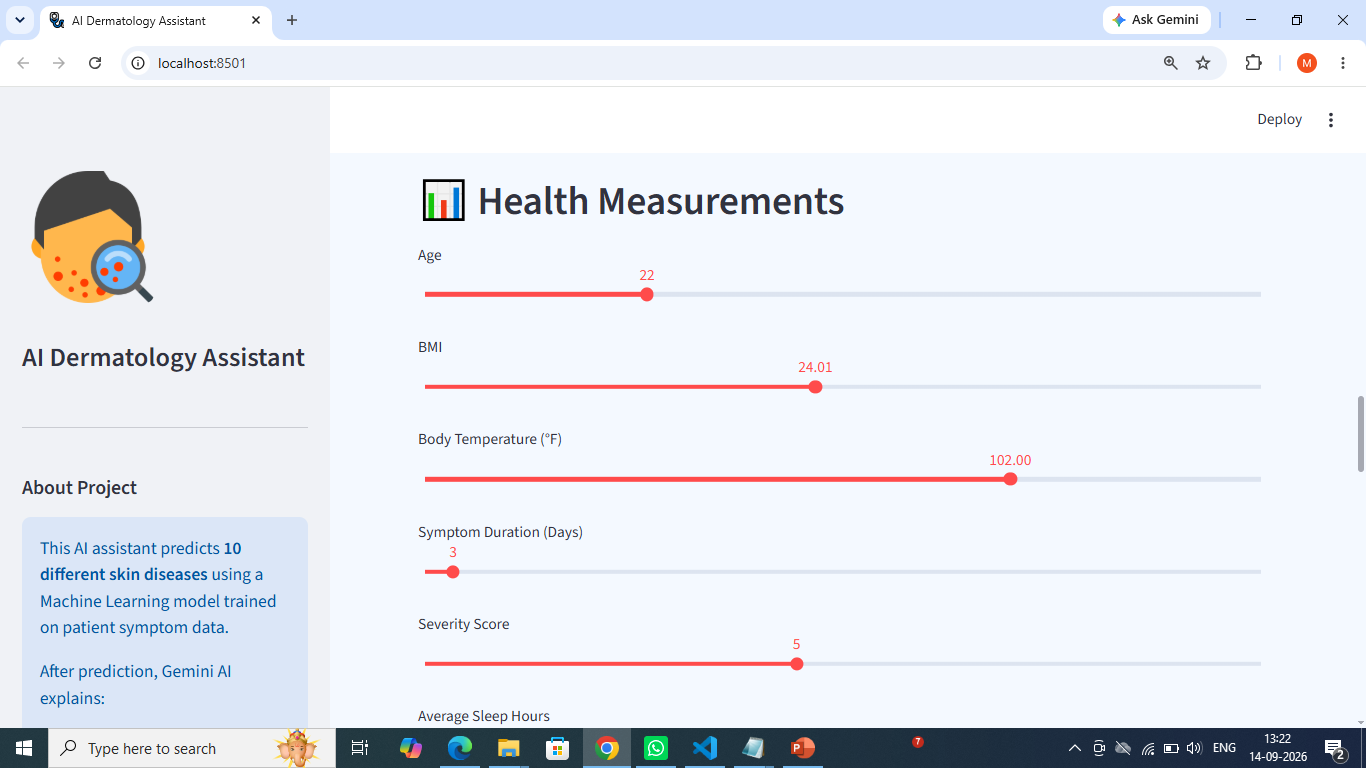 AI Dermatology Assistant
Ask Gemini
localhost:8501
M
Deploy
AI Dermatology Assistant
About Project
This AI assistant predicts 10
different skin diseases using a
Machine Learning model trained
on patient symptom data.
After prediction, Gemini AI
explains:
📊 Health Measurements
Age
22
BMI
24.01
Body Temperature (°F)
102.00
Symptom Duration (Days)
3
Severity Score
5
Average Sleep Hours
Type here to search
7
ENG
13:22
14-09-2026
2